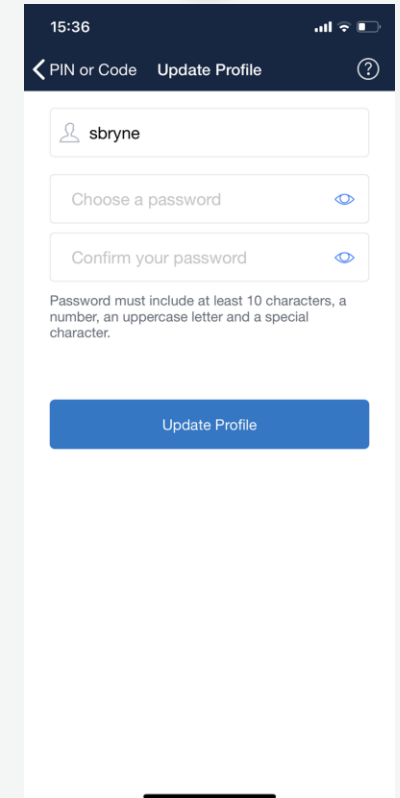 15:36
PIN or Code Update Profile ?
sbryne
Choose a password
Confirm your password
Password must include at least 10 characters, a
number, an uppercase letter and a special
character.
Update Profile